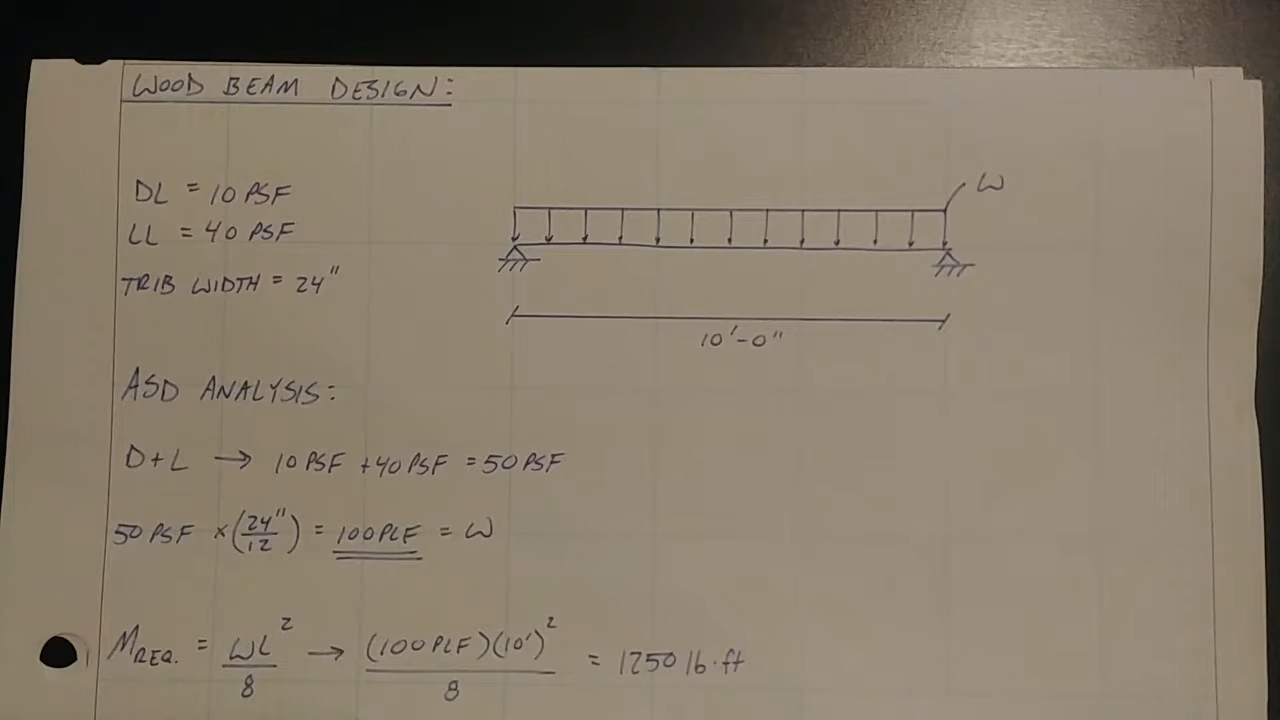 WOOD BEAM DESIGN:
DL = 10 PSF
LL = 40 PSF
TRIB WIDTH = 24"
W
10'-0"
ASD ANALYSIS:
D+L → 10 PSF + 40 PSF = 50 PSF
50 PSF × (24"/12) = 100 PLF = W
M REQ. = WL²/8 → (100 PLF)(10')²/8 = 1250 lb·ft